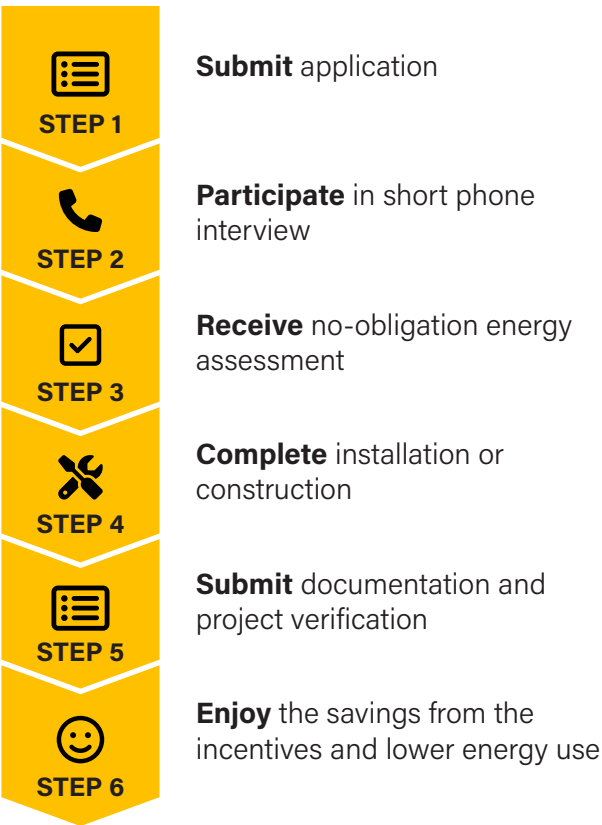 STEP 1
Submit application
STEP 2
Participate in short phone
interview
STEP 3
Receive no-obligation energy
assessment
STEP 4
Complete installation or
construction
STEP 5
Submit documentation and
project verification
STEP 6
Enjoy the savings from the
incentives and lower energy use